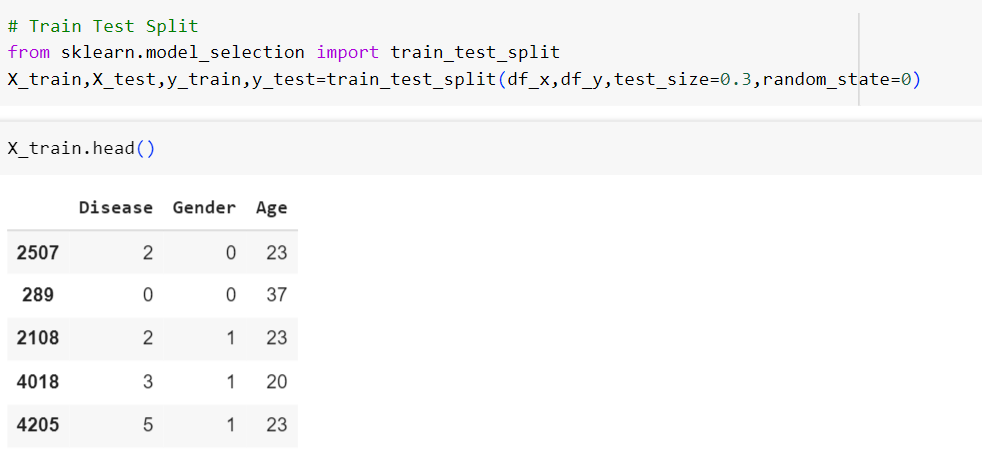 # Train Test Split
from sklearn.model_selection import train_test_split
X_train,X_test,y_train,y_test=train_test_split(df_x,df_y,test_size=0.3,random_state=0)
X_train.head()
Disease Gender Age
2507 2 0 23
289 0 0 37
2108 2 1 23
4018 3 1 20
4205 5 1 23